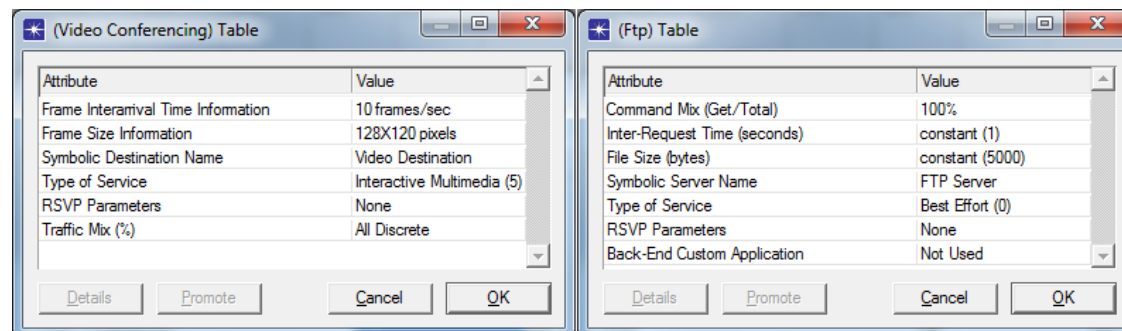 (Video Conferencing) Table
Attribute Value
Frame Interarrival Time Information 10 frames/sec
Frame Size Information 128X120 pixels
Symbolic Destination Name Video Destination
Type of Service Interactive Multimedia (5)
RSVP Parameters None
Traffic Mix (%) All Discrete
Details Promote Cancel OK
(Ftp) Table
Attribute Value
Command Mix (Get/Total) 100%
Inter-Request Time (seconds) constant (1)
File Size (bytes) constant (5000)
Symbolic Server Name FTP Server
Type of Service Best Effort (0)
RSVP Parameters None
Back-End Custom Application Not Used
Details Promote Cancel OK